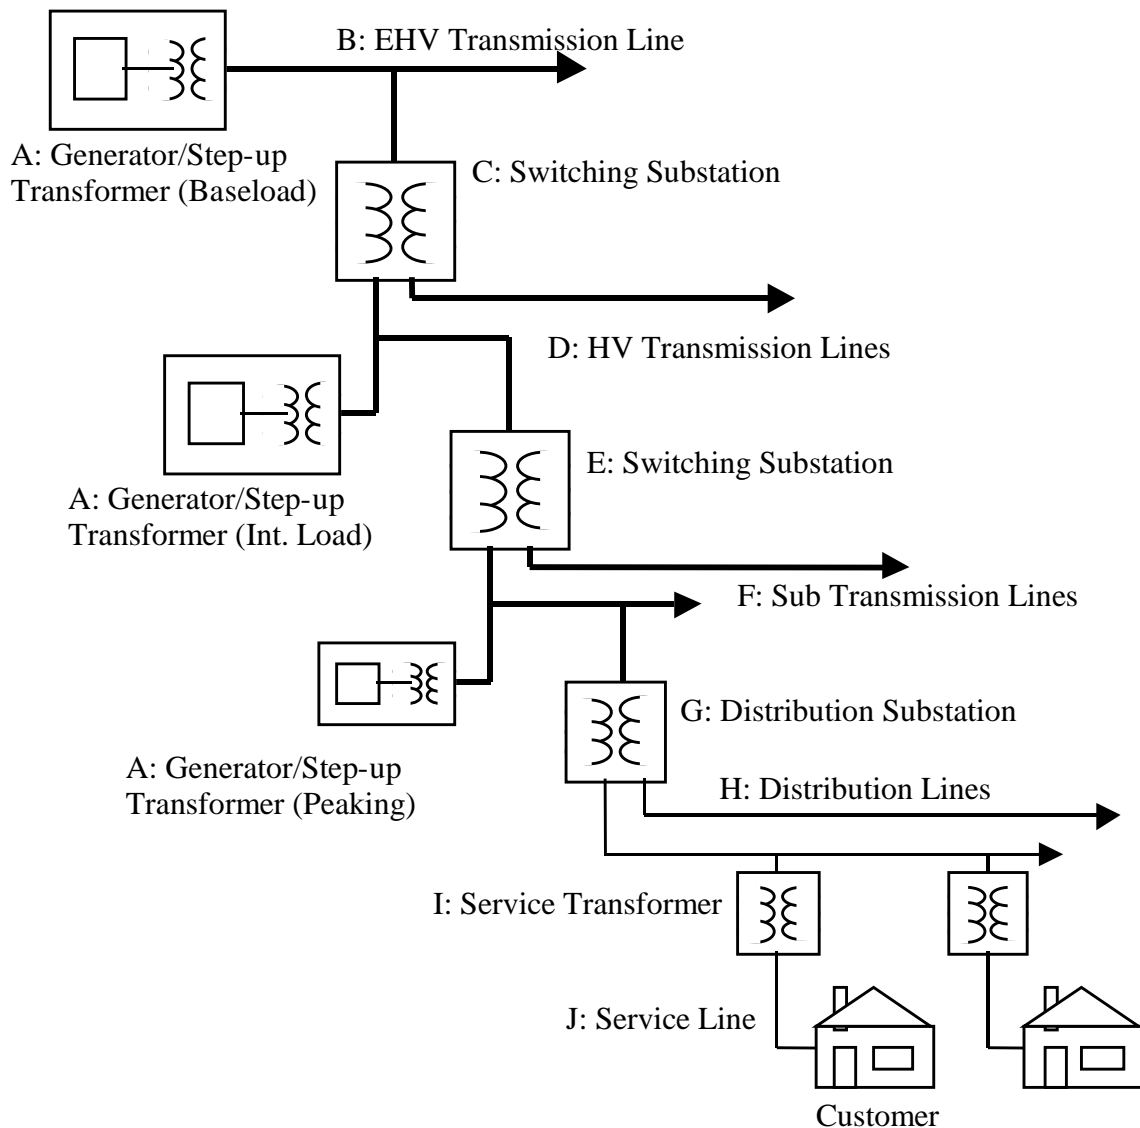 B: EHV Transmission Line
A: Generator/Step-up
Transformer (Baseload)
C: Switching Substation
D: HV Transmission Lines
E: Switching Substation
A: Generator/Step-up
Transformer (Int. Load)
F: Sub Transmission Lines
G: Distribution Substation
A: Generator/Step-up
Transformer (Peaking)
H: Distribution Lines
I: Service Transformer
J: Service Line
Customer